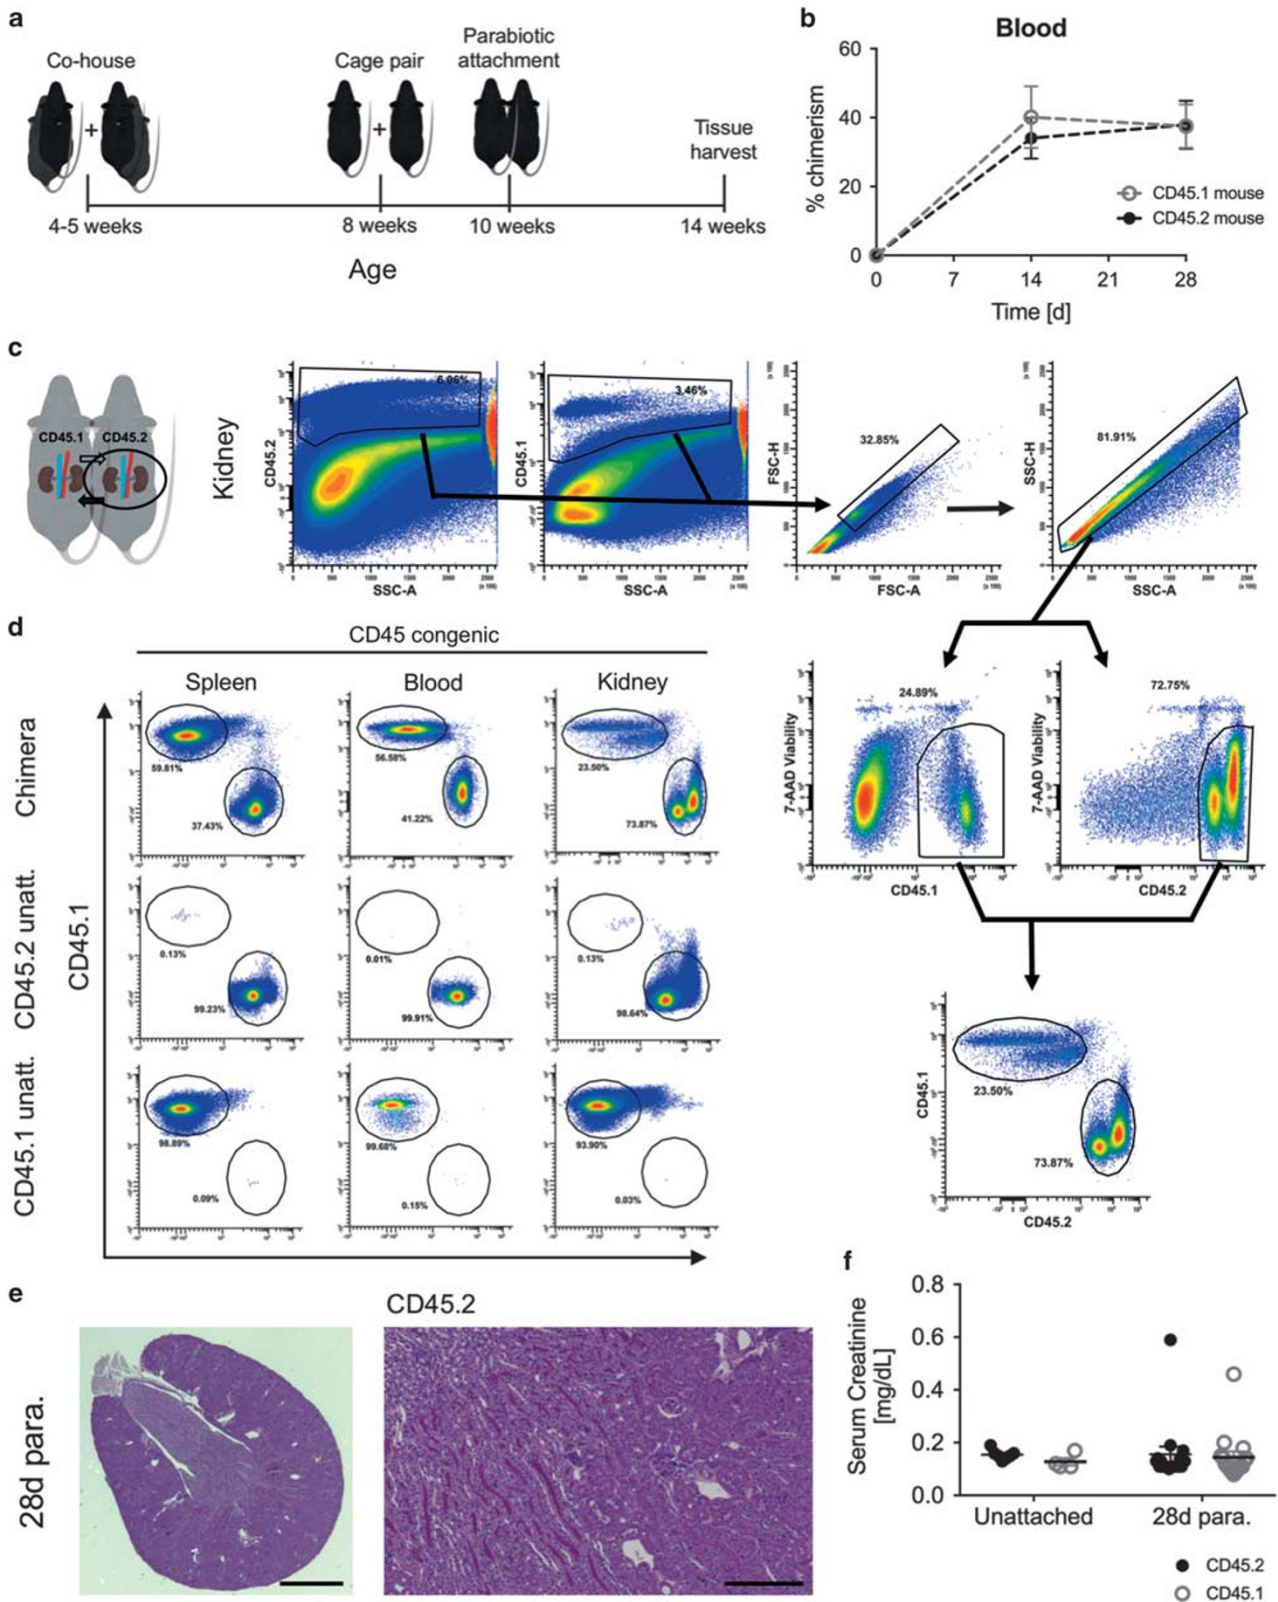 a
Co-house
Cage pair
Parabiotic
attachment
Tissue
harvest
+
+
4-5 weeks
8 weeks
10 weeks
14 weeks
Age
b
Blood
% chimerism
60
40
20
0
0
7
14
21
28
Time [d]
CD45.1 mouse
CD45.2 mouse
c
CD45.1
CD45.2
Kidney
CD45.2
6.06%
SSC-A
CD45.1
3.46%
SSC-A
FSC-H
32.85%
FSC-A
SSC-H
81.91%
SSC-A
7-AAD Viability
24.89%
CD45.1
7-AAD Viability
72.75%
CD45.2
CD45.1
23.50%
73.87%
CD45.2
d
CD45 congenic
Spleen
Blood
Kidney
CD45.1
Chimera
59.81%
37.43%
56.58%
41.22%
23.50%
73.87%
CD45.2 unatt.
0.13%
99.23%
0.01%
99.91%
0.13%
98.64%
CD45.1 unatt.
98.89%
0.09%
99.68%
0.15%
93.90%
0.03%
e
CD45.2
28d para.
f
Serum Creatinine
[mg/dL]
0.8
0.6
0.4
0.2
0.0
Unattached
28d para.
CD45.2
CD45.1